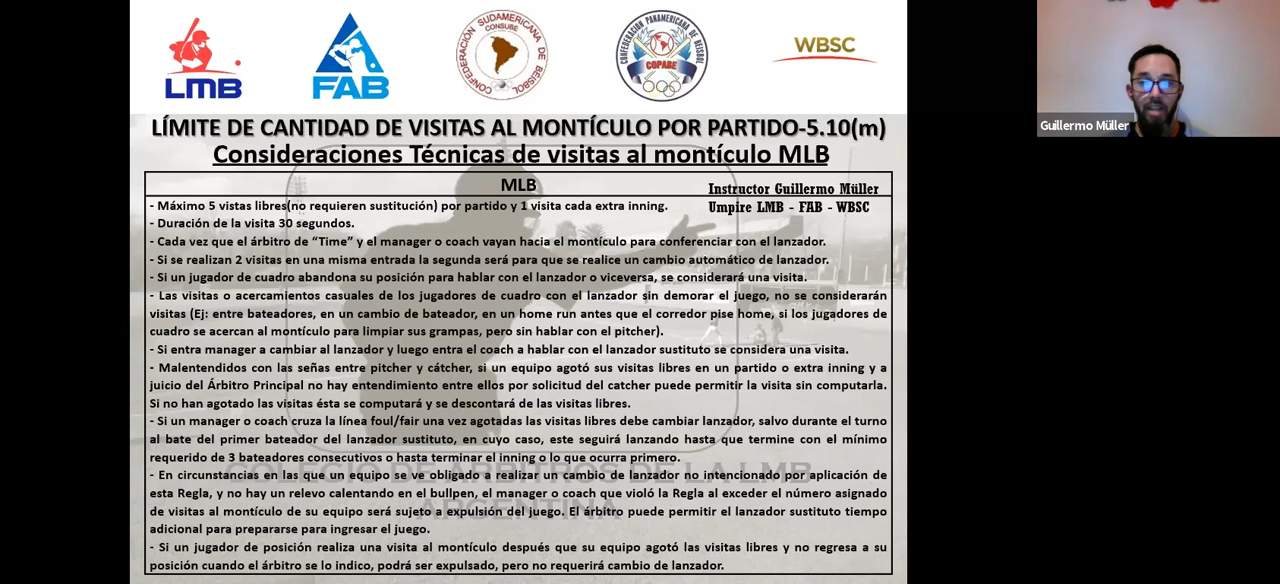 LMB
FAB
CONFEDERACIÓN SUDAMERICANA DE BEISBOL
CONSUBE
CONFEDERACION PANAMERICANA DE BEISBOL
COPABE
WBSC
Guillermo Müller
LÍMITE DE CANTIDAD DE VISITAS AL MONTÍCULO POR PARTIDO-5.10(m)
Consideraciones Técnicas de visitas al montículo MLB
MLB
Instructor Guillermo Müller
Umpire LMB - FAB - WBSC
- Máximo 5 vistas libres(no requieren sustitución) por partido y 1 visita cada extra inning.
- Duración de la visita 30 segundos.
- Cada vez que el árbitro de “Time” y el manager o coach vayan hacia el montículo para conferenciar con el lanzador.
- Si se realizan 2 visitas en una misma entrada la segunda será para que se realice un cambio automático de lanzador.
- Si un jugador de cuadro abandona su posición para hablar con el lanzador o viceversa, se considerará una visita.
- Las visitas o acercamientos casuales de los jugadores de cuadro con el lanzador sin demorar el juego, no se considerarán
visitas (Ej: entre bateadores, en un cambio de bateador, en un home run antes que el corredor pise home, si los jugadores de
cuadro se acercan al montículo para limpiar sus grampas, pero sin hablar con el pitcher).
- Si entra manager a cambiar al lanzador y luego entra el coach a hablar con el lanzador sustituto se considera una visita.
- Malentendidos con las señas entre pitcher y cátcher, si un equipo agotó sus visitas libres en un partido o extra inning y a
juicio del Árbitro Principal no hay entendimiento entre ellos por solicitud del catcher puede permitir la visita sin computarla.
Si no han agotado las visitas ésta se computará y se descontará de las visitas libres.
- Si un manager o coach cruza la línea foul/fair una vez agotadas las visitas libres debe cambiar lanzador, salvo durante el turno
al bate del primer bateador del lanzador sustituto, en cuyo caso, este seguirá lanzando hasta que termine con el mínimo
requerido de 3 bateadores consecutivos o hasta terminar el inning o lo que ocurra primero.
- En circunstancias en las que un equipo se ve obligado a realizar un cambio de lanzador no intencionado por aplicación de
esta Regla, y no hay un relevo calentando en el bullpen, el manager o coach que violó la Regla al exceder el número asignado
de visitas al montículo de su equipo será sujeto a expulsión del juego. El árbitro puede permitir el lanzador sustituto tiempo
adicional para prepararse para ingresar el juego.
- Si un jugador de posición realiza una visita al montículo después que su equipo agotó las visitas libres y no regresa a su
posición cuando el árbitro se lo indico, podrá ser expulsado, pero no requerirá cambio de lanzador.
COLEGIO DE ARBITROS DE LA LMB
ARGENTINA